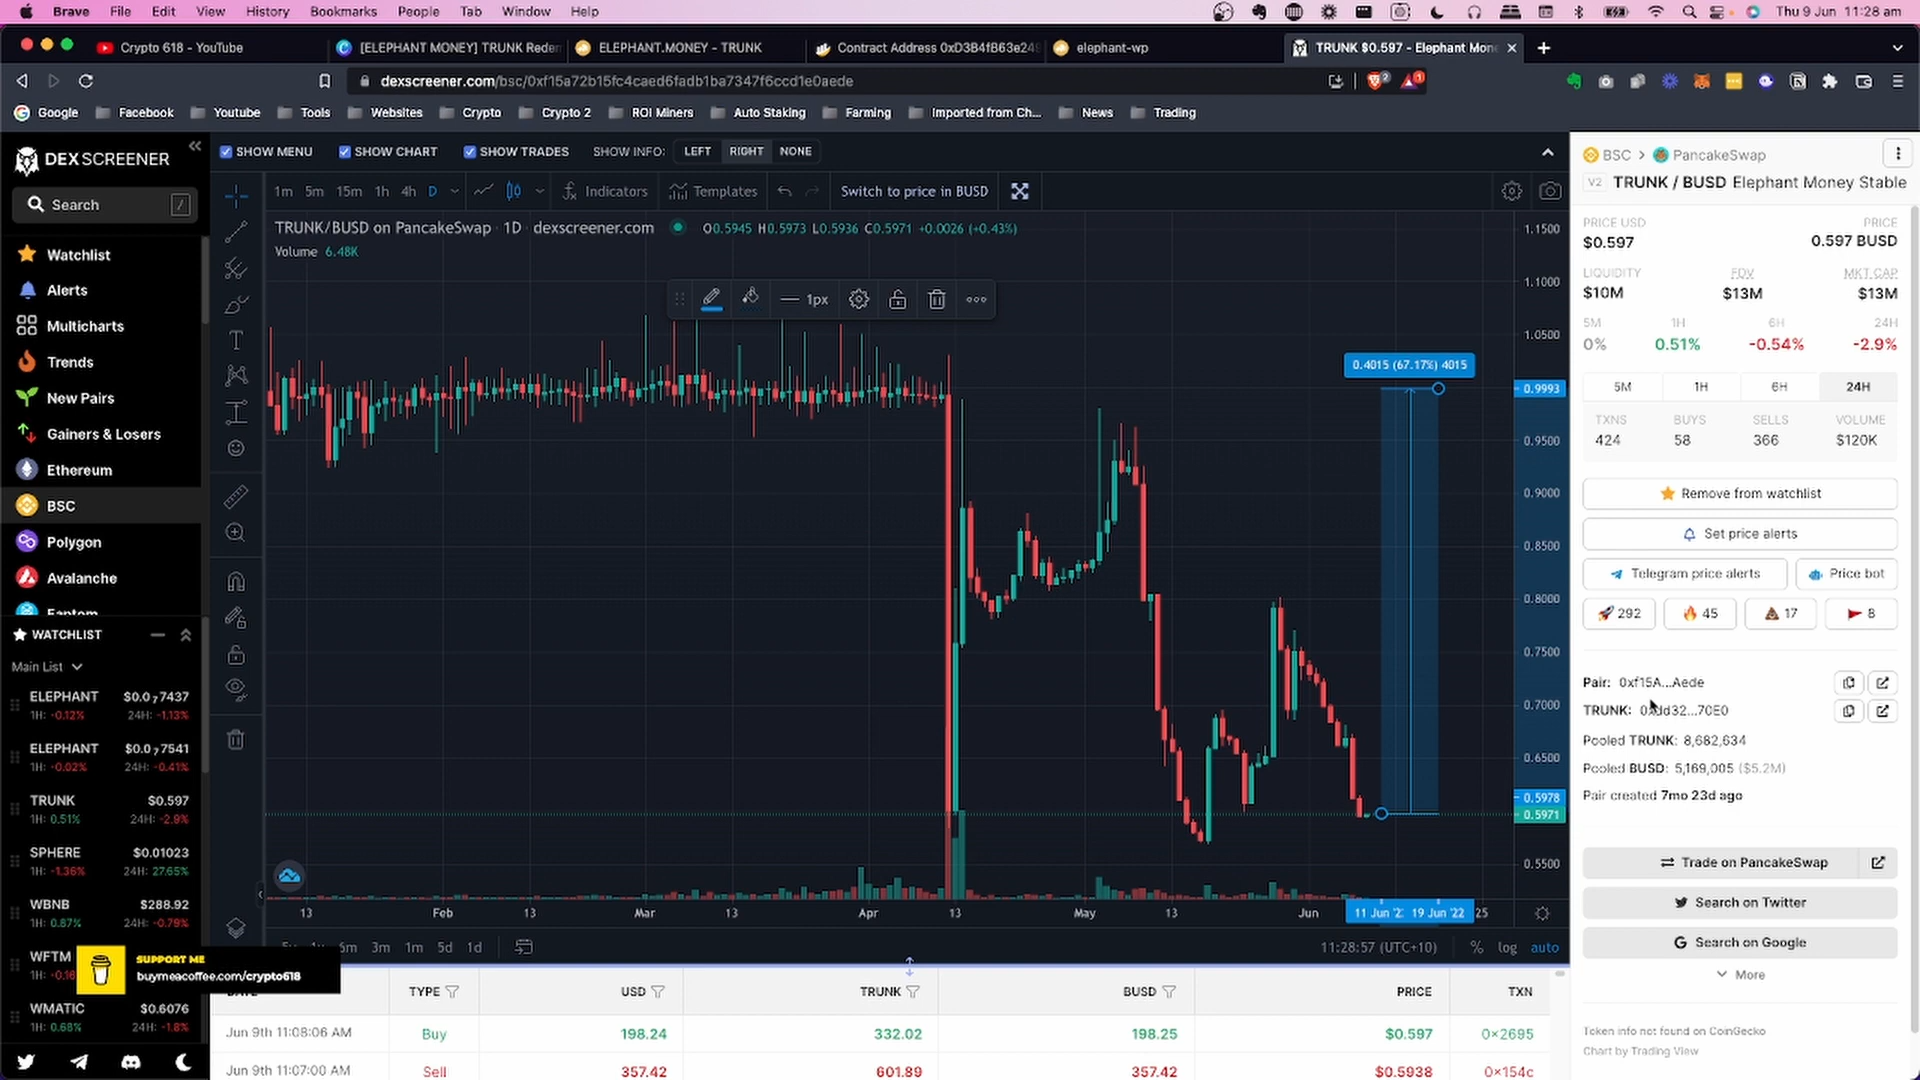 Brave File Edit View History Bookmarks People Tab Window Help Thu 9 Jun 11:28 am
Crypto 618 - YouTube [ELEPHANT MONEY] TRUNK Reder ELEPHANT.MONEY - TRUNK Contract Address 0xD3B4fB63e249 elephant-wp TRUNK $0.597 - Elephant Mon
dexscreener.com/bsc/0xf15a72b15fc4caed6fadb1ba7347f6ccd1e0aede
Google Facebook Youtube Tools Websites Crypto Crypto 2 ROI Miners Auto Staking Farming Imported from Ch... News Trading
DEX SCREENER
Search /
Watchlist
Alerts
Multicharts
Trends
New Pairs
Gainers & Losers
Ethereum
BSC
Polygon
Avalanche
Fantom
WATCHLIST
Main List
ELEPHANT $0.0₇7437
1H: -0.12% 24H: -1.13%
ELEPHANT $0.0₇7541
1H: -0.02% 24H: -0.41%
TRUNK $0.597
1H: 0.51% 24H: -2.9%
SPHERE $0.01023
1H: -1.36% 24H: 27.65%
WBNB $288.92
1H: 0.87% 24H: -0.79%
WFTM
1H: -0.16
WMATIC $0.6076
1H: 0.68% 24H: -1.8%
SUPPORT ME
buymeacoffee.com/crypto618
SHOW MENU SHOW CHART SHOW TRADES SHOW INFO: LEFT RIGHT NONE
1m 5m 15m 1h 4h D Indicators Templates Switch to price in BUSD
TRUNK/BUSD on PancakeSwap · 1D · dexscreener.com O0.5945 H0.5973 L0.5936 C0.5971 +0.0026 (+0.43%)
Volume 6.48K
1px
0.4015 (67.17%) 4015
1.1500
1.1000
1.0500
0.9993
0.9500
0.9000
0.8500
0.8000
0.7500
0.7000
0.6500
0.5978
0.5971
0.5500
13 Feb 13 Mar 13 Apr 13 May 13 Jun 11 Jun '2 19 Jun '22 25
6m 3m 1m 5d 1d 11:28:57 (UTC+10) % log auto
TYPE USD TRUNK BUSD PRICE TXN
Jun 9th 11:08:06 AM Buy 198.24 332.02 198.25 $0.597 0×2695
Jun 9th 11:07:00 AM Sell 357.42 601.89 357.42 $0.5938 0×154c
BSC > PancakeSwap
V2 TRUNK / BUSD Elephant Money Stable
PRICE USD PRICE
$0.597 0.597 BUSD
LIQUIDITY FDV MKT CAP
$10M $13M $13M
5M 1H 6H 24H
0% 0.51% -0.54% -2.9%
5M 1H 6H 24H
TXNS BUYS SELLS VOLUME
424 58 366 $120K
Remove from watchlist
Set price alerts
Telegram price alerts Price bot
292 45 17 8
Pair: 0xf15A...Aede
TRUNK: 0xdd32...70E0
Pooled TRUNK: 8,682,634
Pooled BUSD: 5,169,005 ($5.2M)
Pair created 7mo 23d ago
Trade on PancakeSwap
Search on Twitter
Search on Google
More
Token info not found on CoinGecko
Chart by Trading View